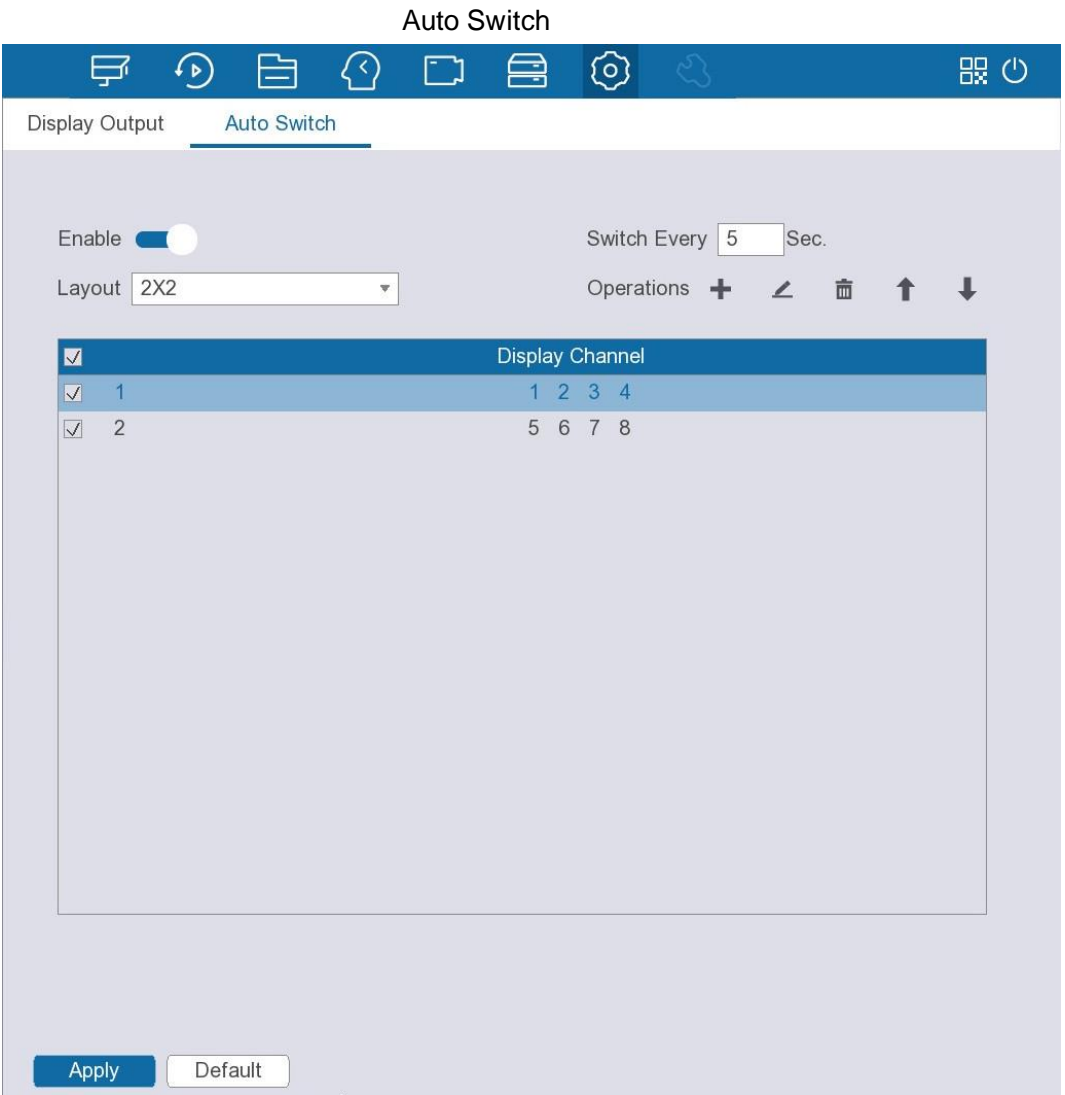 Auto Switch
Display Output Auto Switch
Enable Switch Every 5 Sec.
Layout 2X2 Operations
Display Channel
1 1 2 3 4
2 5 6 7 8
Apply Default